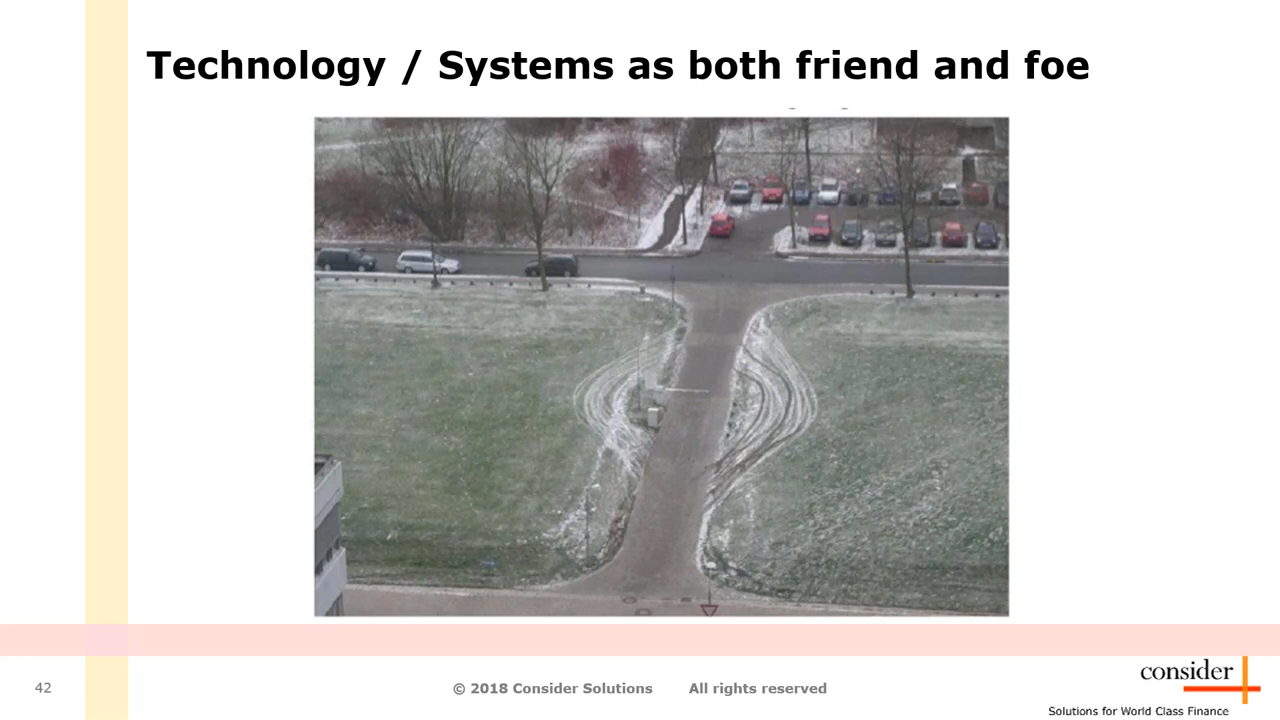 Technology / Systems as both friend and foe
42
© 2018 Consider Solutions All rights reserved
consider
Solutions for World Class Finance